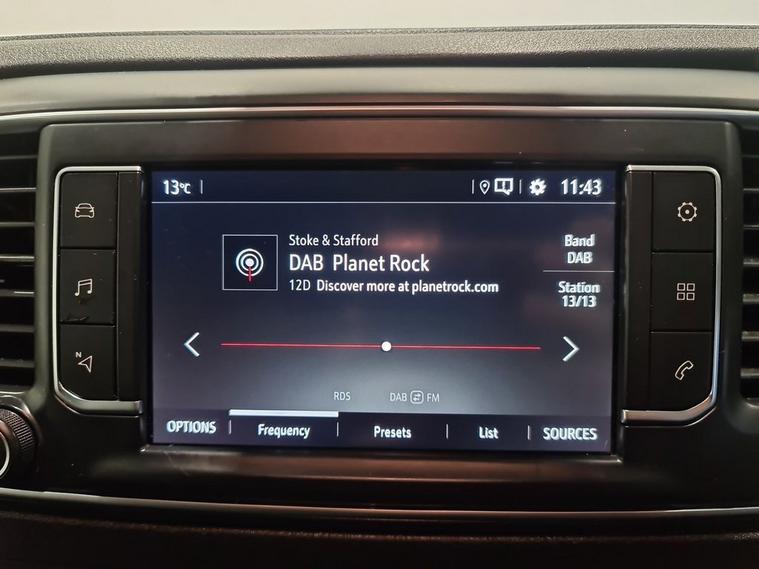 13°C
11:43
Stoke & Stafford
DAB Planet Rock
12D Discover more at planetrock.com
Band
DAB
Station
13/13
N
RDS
DAB FM
OPTIONS
Frequency
Presets
List
SOURCES